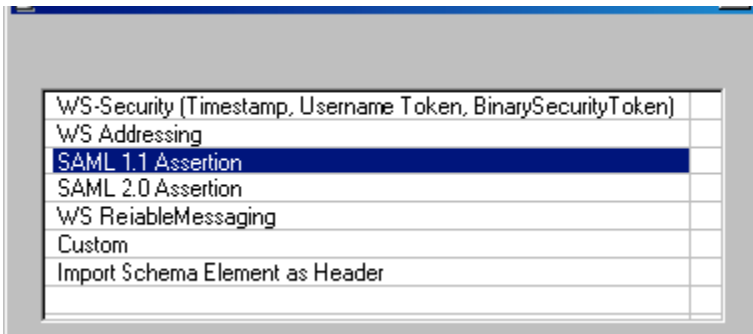 WS-Security (Timestamp, Username Token, BinarySecurityToken)
WS Addressing
SAML 1.1 Assertion
SAML 2.0 Assertion
WS ReiableMessaging
Custom
Import Schema Element as Header